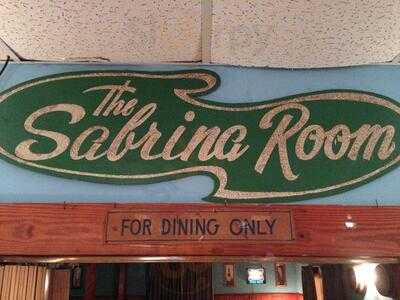 The
Sabrina Room
FOR DINING ONLY